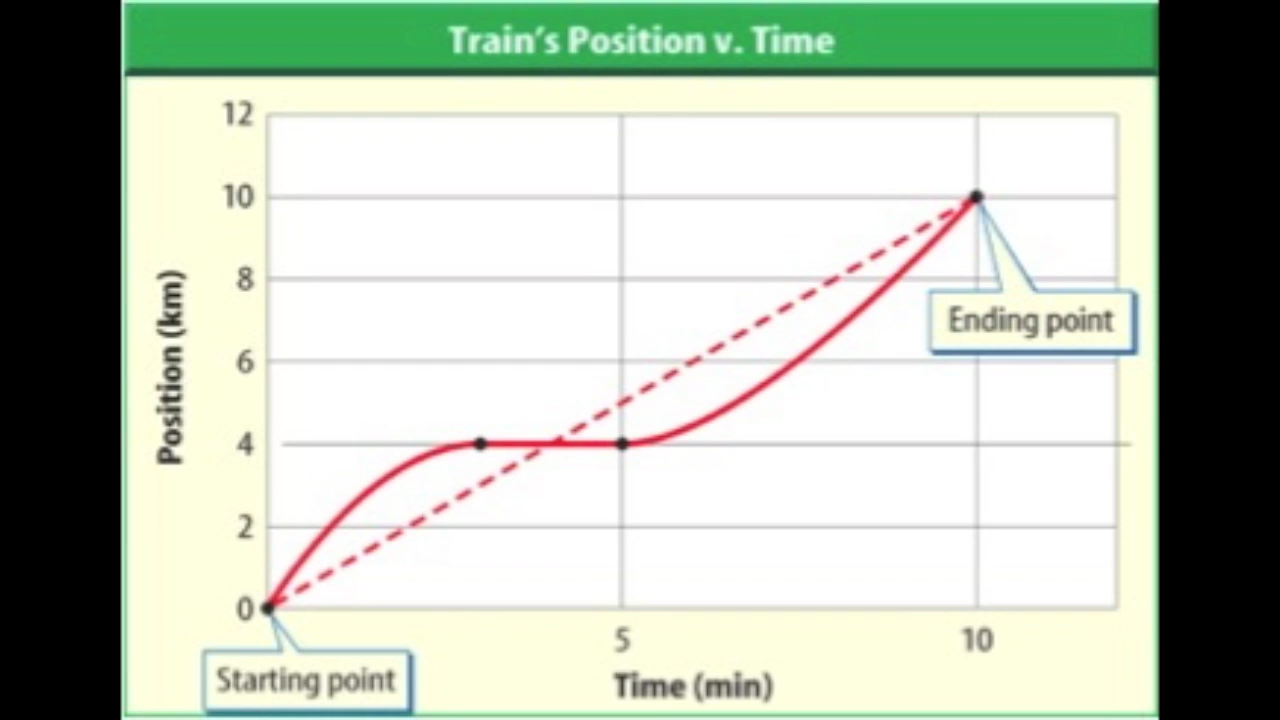 Train's Position v. Time
12
10
8
6
4
2
0
Position (km)
5
10
Time (min)
Starting point
Ending point